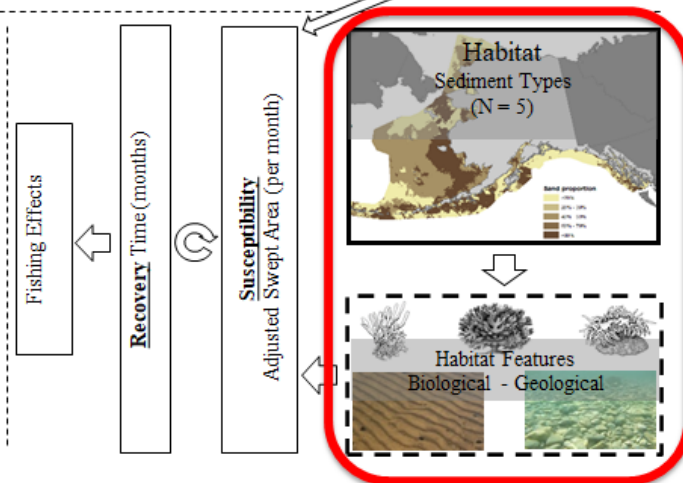 Fishing Effects
Recovery Time (months)
Susceptibility
Adjusted Swept Area (per month)
Habitat
Sediment Types
(N = 5)
Sand proportion
Habitat Features
Biological - Geological